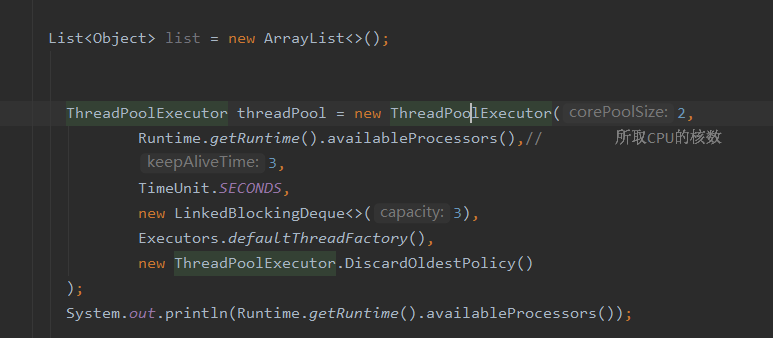 List<Object> list = new ArrayList<>();
ThreadPoolExecutor threadPool = new ThreadPoolExecutor( corePoolSize: 2,
Runtime.getRuntime().availableProcessors(),// 所取CPU的核数
keepAliveTime: 3,
TimeUnit.SECONDS,
new LinkedBlockingDeque<>( capacity: 3),
Executors.defaultThreadFactory(),
new ThreadPoolExecutor.DiscardOldestPolicy()
);
System.out.println(Runtime.getRuntime().availableProcessors());